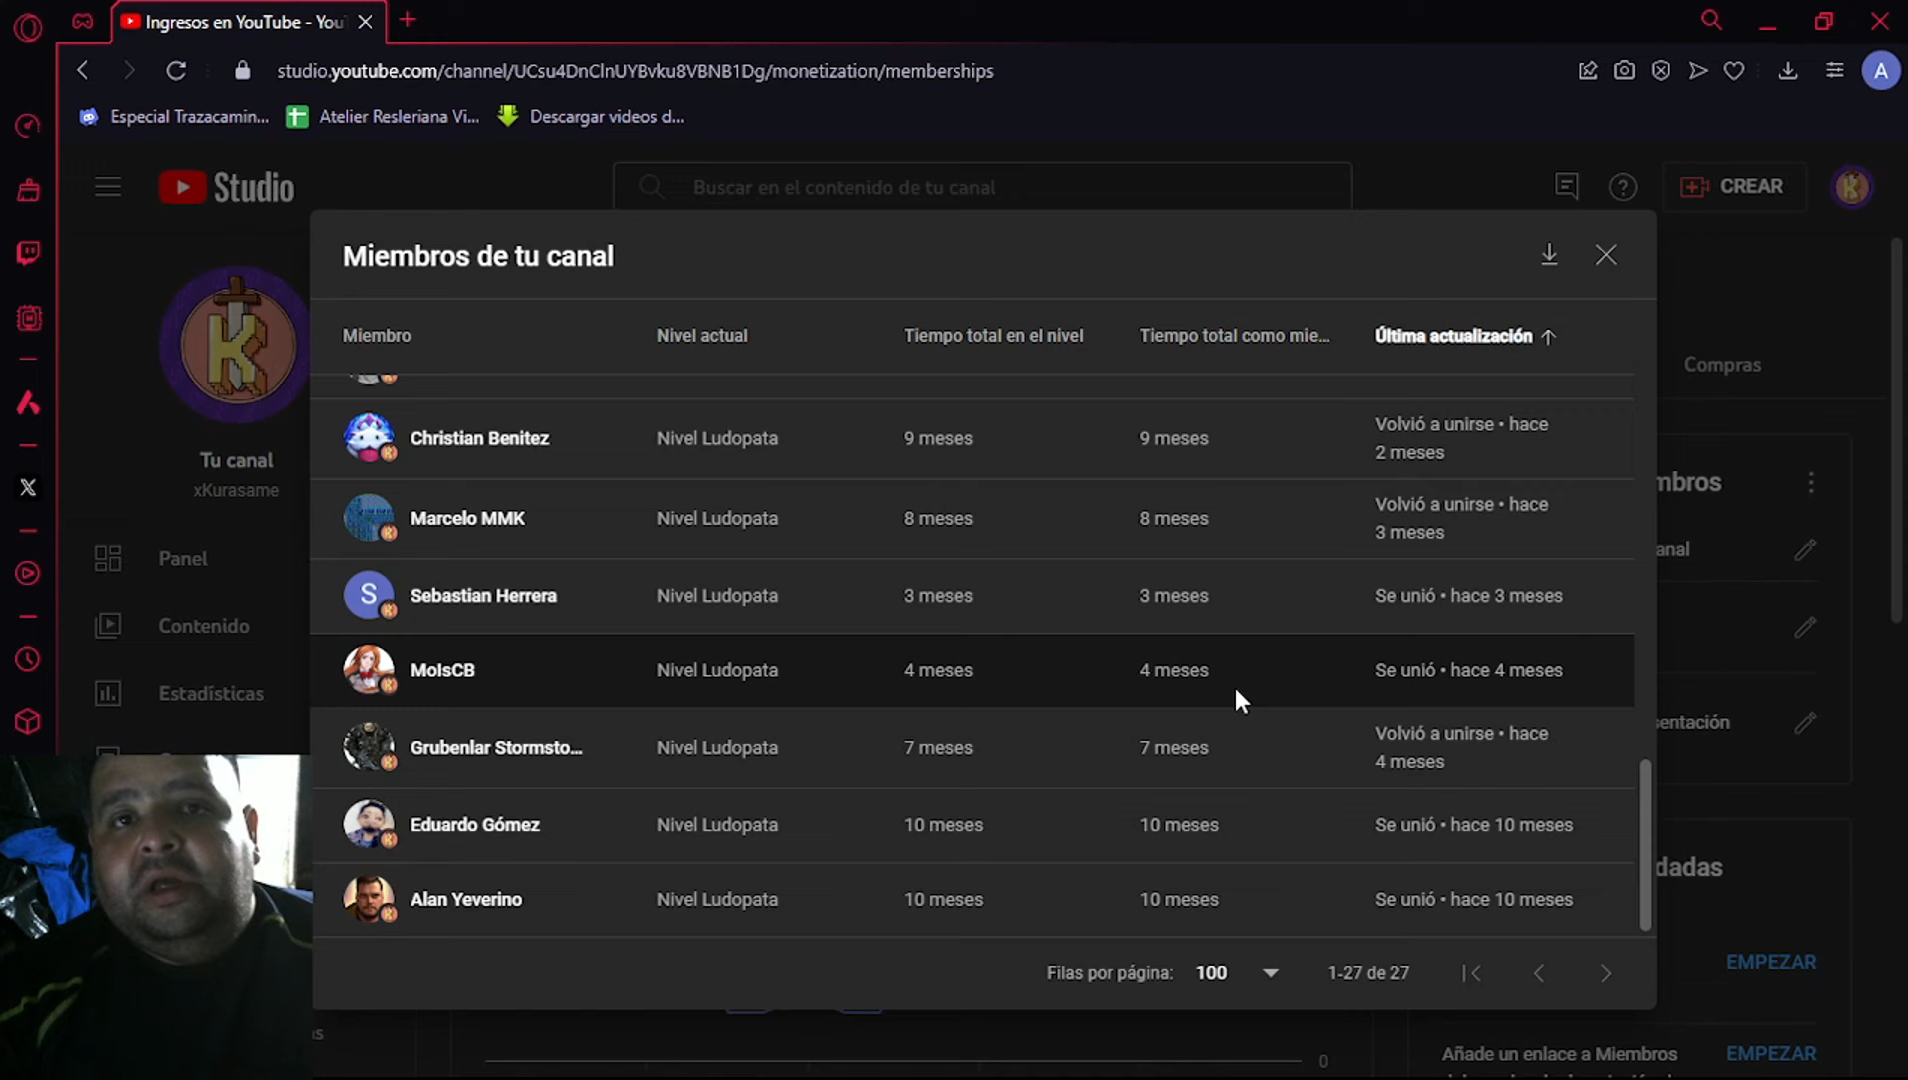 Ingresos en YouTube - You
studio.youtube.com/channel/UCsu4DnClnUYBvku8VBNB1Dg/monetization/memberships
A
Especial Trazacamin...
Atelier Resleriana Vi...
Descargar videos d...
Studio
Buscar en el contenido de tu canal
CREAR
Miembros de tu canal
Miembro
Nivel actual
Tiempo total en el nivel
Tiempo total como mie...
Última actualización
Compras
Christian Benitez
Nivel Ludopata
9 meses
9 meses
Volvió a unirse • hace
2 meses
Marcelo MMK
Nivel Ludopata
8 meses
8 meses
Volvió a unirse • hace
3 meses
S
Sebastian Herrera
Nivel Ludopata
3 meses
3 meses
Se unió • hace 3 meses
MoIsCB
Nivel Ludopata
4 meses
4 meses
Se unió • hace 4 meses
Grubenlar Stormsto...
Nivel Ludopata
7 meses
7 meses
Volvió a unirse • hace
4 meses
Eduardo Gómez
Nivel Ludopata
10 meses
10 meses
Se unió • hace 10 meses
Alan Yeverino
Nivel Ludopata
10 meses
10 meses
Se unió • hace 10 meses
Filas por página: 100
1-27 de 27
K
Tu canal
xKurasame
Panel
Contenido
Estadísticas
mbros
anal
sentación
dadas
EMPEZAR
Añade un enlace a Miembros
EMPEZAR
as
0